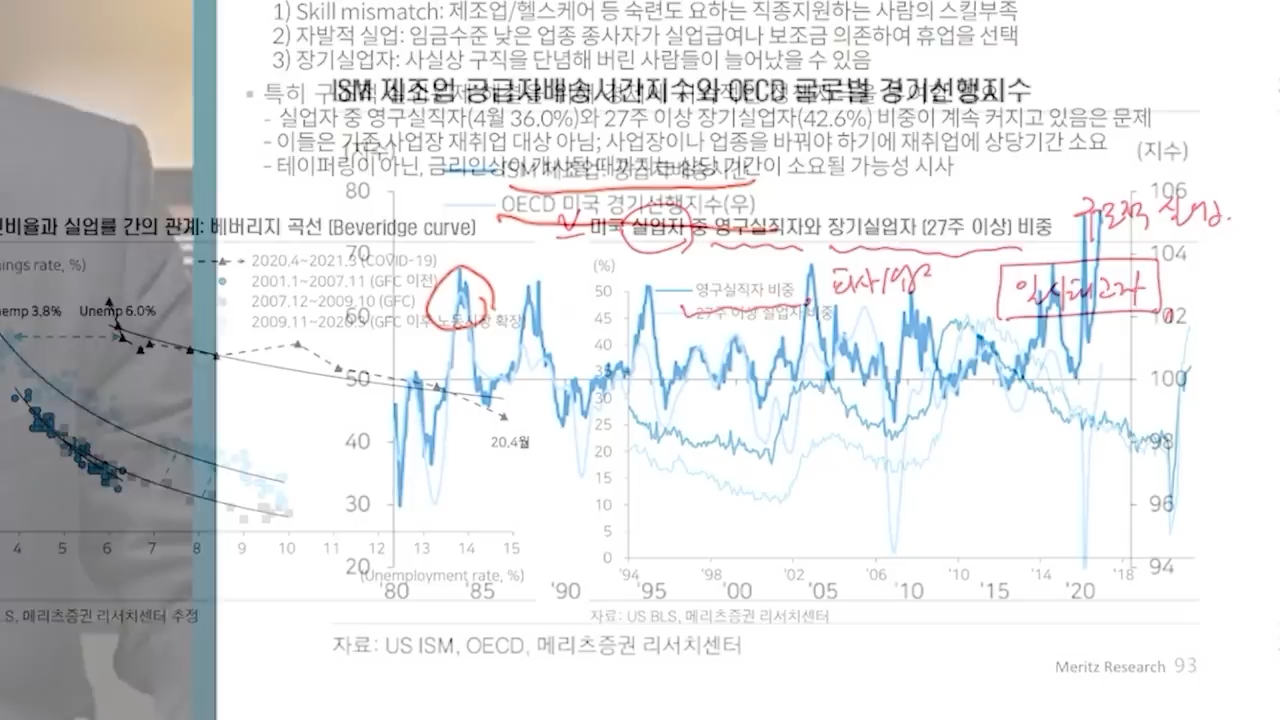 1) Skill mismatch: 제조업/헬스케어 등 숙련도 요하는 직종지원하는 사람의 스킬부족
2) 자발적 실업: 임금수준 낮은 업종 종사자가 실업급여나 보조금 의존하여 휴업을 선택
3) 장기실업자: 사실상 구직을 단념해 버린 사람들이 늘어났을 수 있음
ISM 제조업 공급자배송시간지수와 OECD 글로벌 경기선행지수
▪ 특히
- 실업자 중 영구실직자(4월 36.0%)와 27주 이상 장기실업자(42.6%) 비중이 계속 커지고 있음은 문제
- 이들은 기존 사업장 재취업 대상 아님; 사업장이나 업종을 바꿔야 하기에 재취업에 상당기간 소요
(지수)
- 테이퍼링이 아닌, 금리인상이 개시될 때까지는 상당 기간이 소요될 가능성 시사
ISM 제조업: 공급자배송시간
OECD 미국 경기선행지수(우)
80
70
60
50
40
30
20
106
104
102
100
98
96
94
'80 '85 '90 '95 '00 '05 '10 '15 '20
구조적 실업.
빈비율과 실업률 간의 관계: 베버리지 곡선 (Beveridge curve)
미국 실업자 중 영구실직자와 장기실업자 (27주 이상) 비중
nings rate, %)
2020.4~2021.3 (COVID-19)
2001.1~2007.11 (GFC 이전)
2007.12~2009.10 (GFC)
2009.11~2020.3 (GFC 이후 노동시장 확장)
emp 3.8%
Unemp 6.0%
20.4월
4 5 6 7 8 9 10 11 12 13 14 15
(Unemployment rate, %)
(%)
영구실직자 비중
27주 이상 실업자 비중
50
45
40
30
25
20
15
10
5
0
'94 '98 '02 '06 '10 '14 '18
S, 메리츠증권 리서치센터 추정
자료: US BLS, 메리츠증권 리서치센터
자료: US ISM, OECD, 메리츠증권 리서치센터
Meritz Research 93